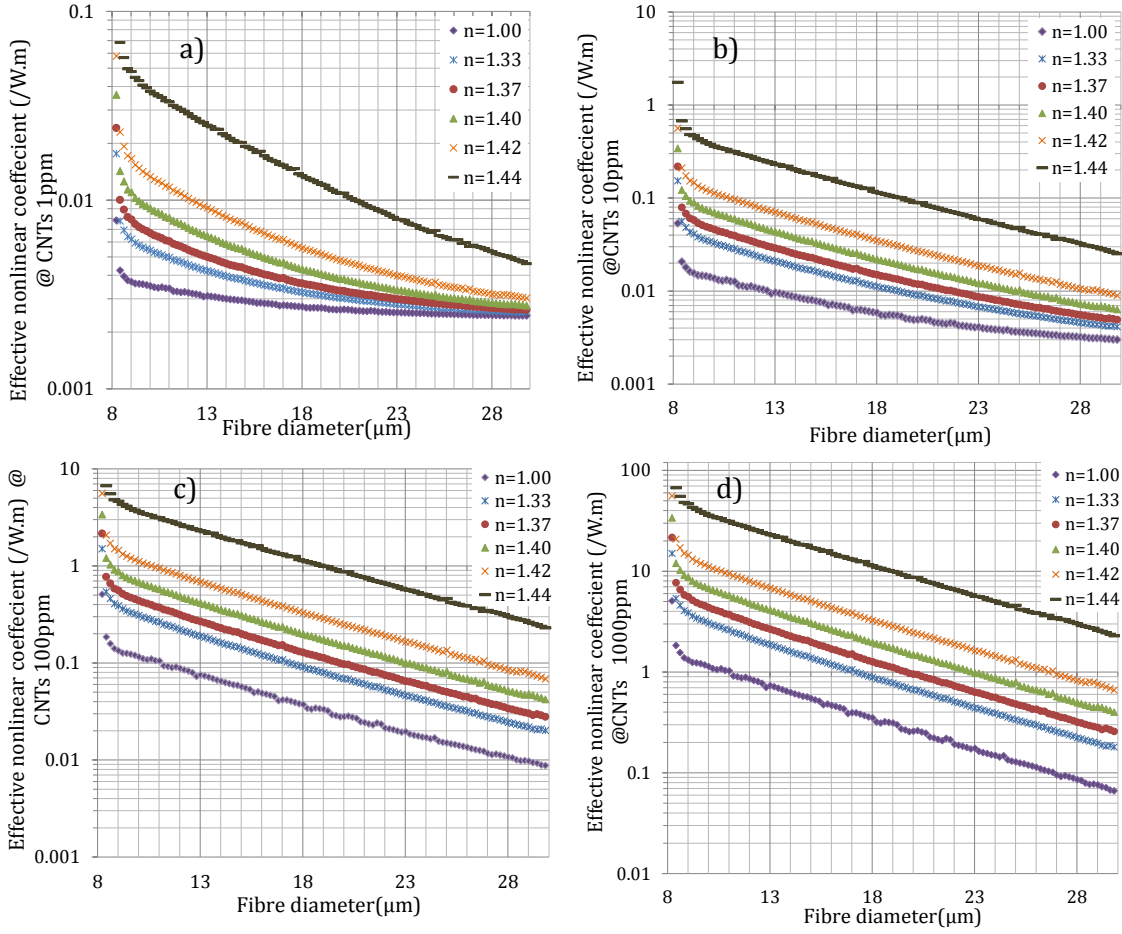 a)
Effective nonlinear coeffecient (/W.m)
@ CNTs 1ppm
0.1
0.01
0.001
8 13 18 23 28
Fibre diameter(μm)
n=1.00
n=1.33
n=1.37
n=1.40
n=1.42
n=1.44
b)
Effective nonlinear coeffecient (/W.m)
@CNTs 10ppm
10
1
0.1
0.01
0.001
8 13 18 23 28
Fibre diameter(μm)
n=1.00
n=1.33
n=1.37
n=1.40
n=1.42
n=1.44
c)
Effective nonlinear coeffecient (/W.m) @
CNTs 100ppm
10
1
0.1
0.01
0.001
8 13 18 23 28
Fibre diameter(μm)
n=1.00
n=1.33
n=1.37
n=1.40
n=1.42
n=1.44
d)
Effective nonlinear coeffecient (/W.m)
@CNTs 1000ppm
100
10
1
0.1
0.01
8 13 18 23 28
Fibre diameter(μm)
n=1.00
n=1.33
n=1.37
n=1.40
n=1.42
n=1.44